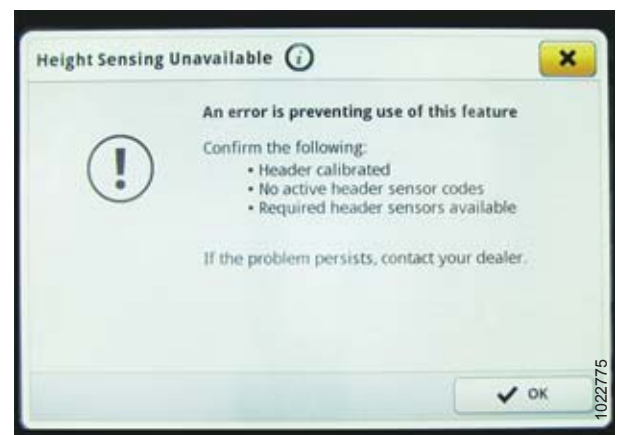 Height Sensing Unavailable
An error is preventing use of this feature
Confirm the following:
• Header calibrated
• No active header sensor codes
• Required header sensors available
If the problem persists, contact your dealer.
OK
1022775